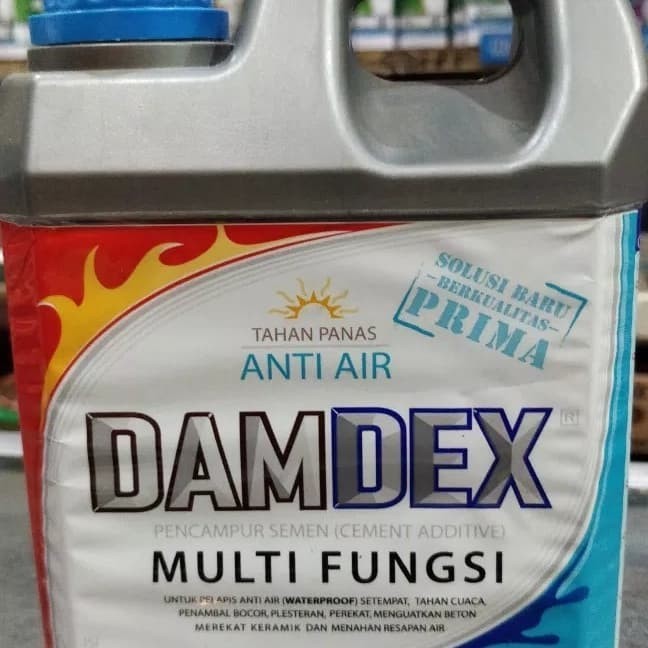 SOLUSI BARU
-BERKUALITAS-
PRIMA
TAHAN PANAS
ANTI AIR
DAMDEX®
PENCAMPUR SEMEN (CEMENT ADDITIVE)
MULTI FUNGSI
UNTUK PELAPIS ANTI AIR (WATERPROOF) SETEMPAT, TAHAN CUACA,
PENAMBAL BOCOR, PLESTERAN, PEREKAT, MENGUATKAN BETON
MEREKAT KERAMIK DAN MENAHAN RESAPAN AIR